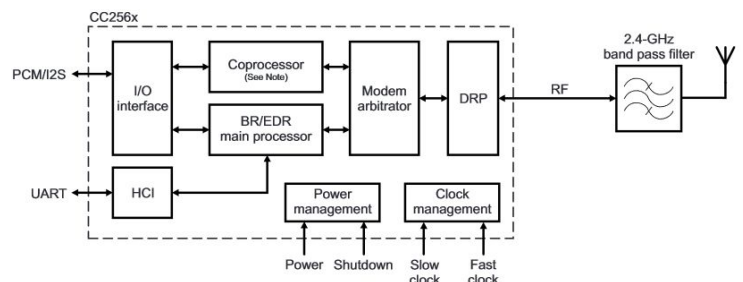 CC256x
2.4-GHz
band pass filter
PCM/I2S
I/O
interface
Coprocessor
(See Note)
Modem
arbitrator
DRP
RF
BR/EDR
main processor
UART
HCI
Power
management
Clock
management
Power
Shutdown
Slow
clock
Fast
clock